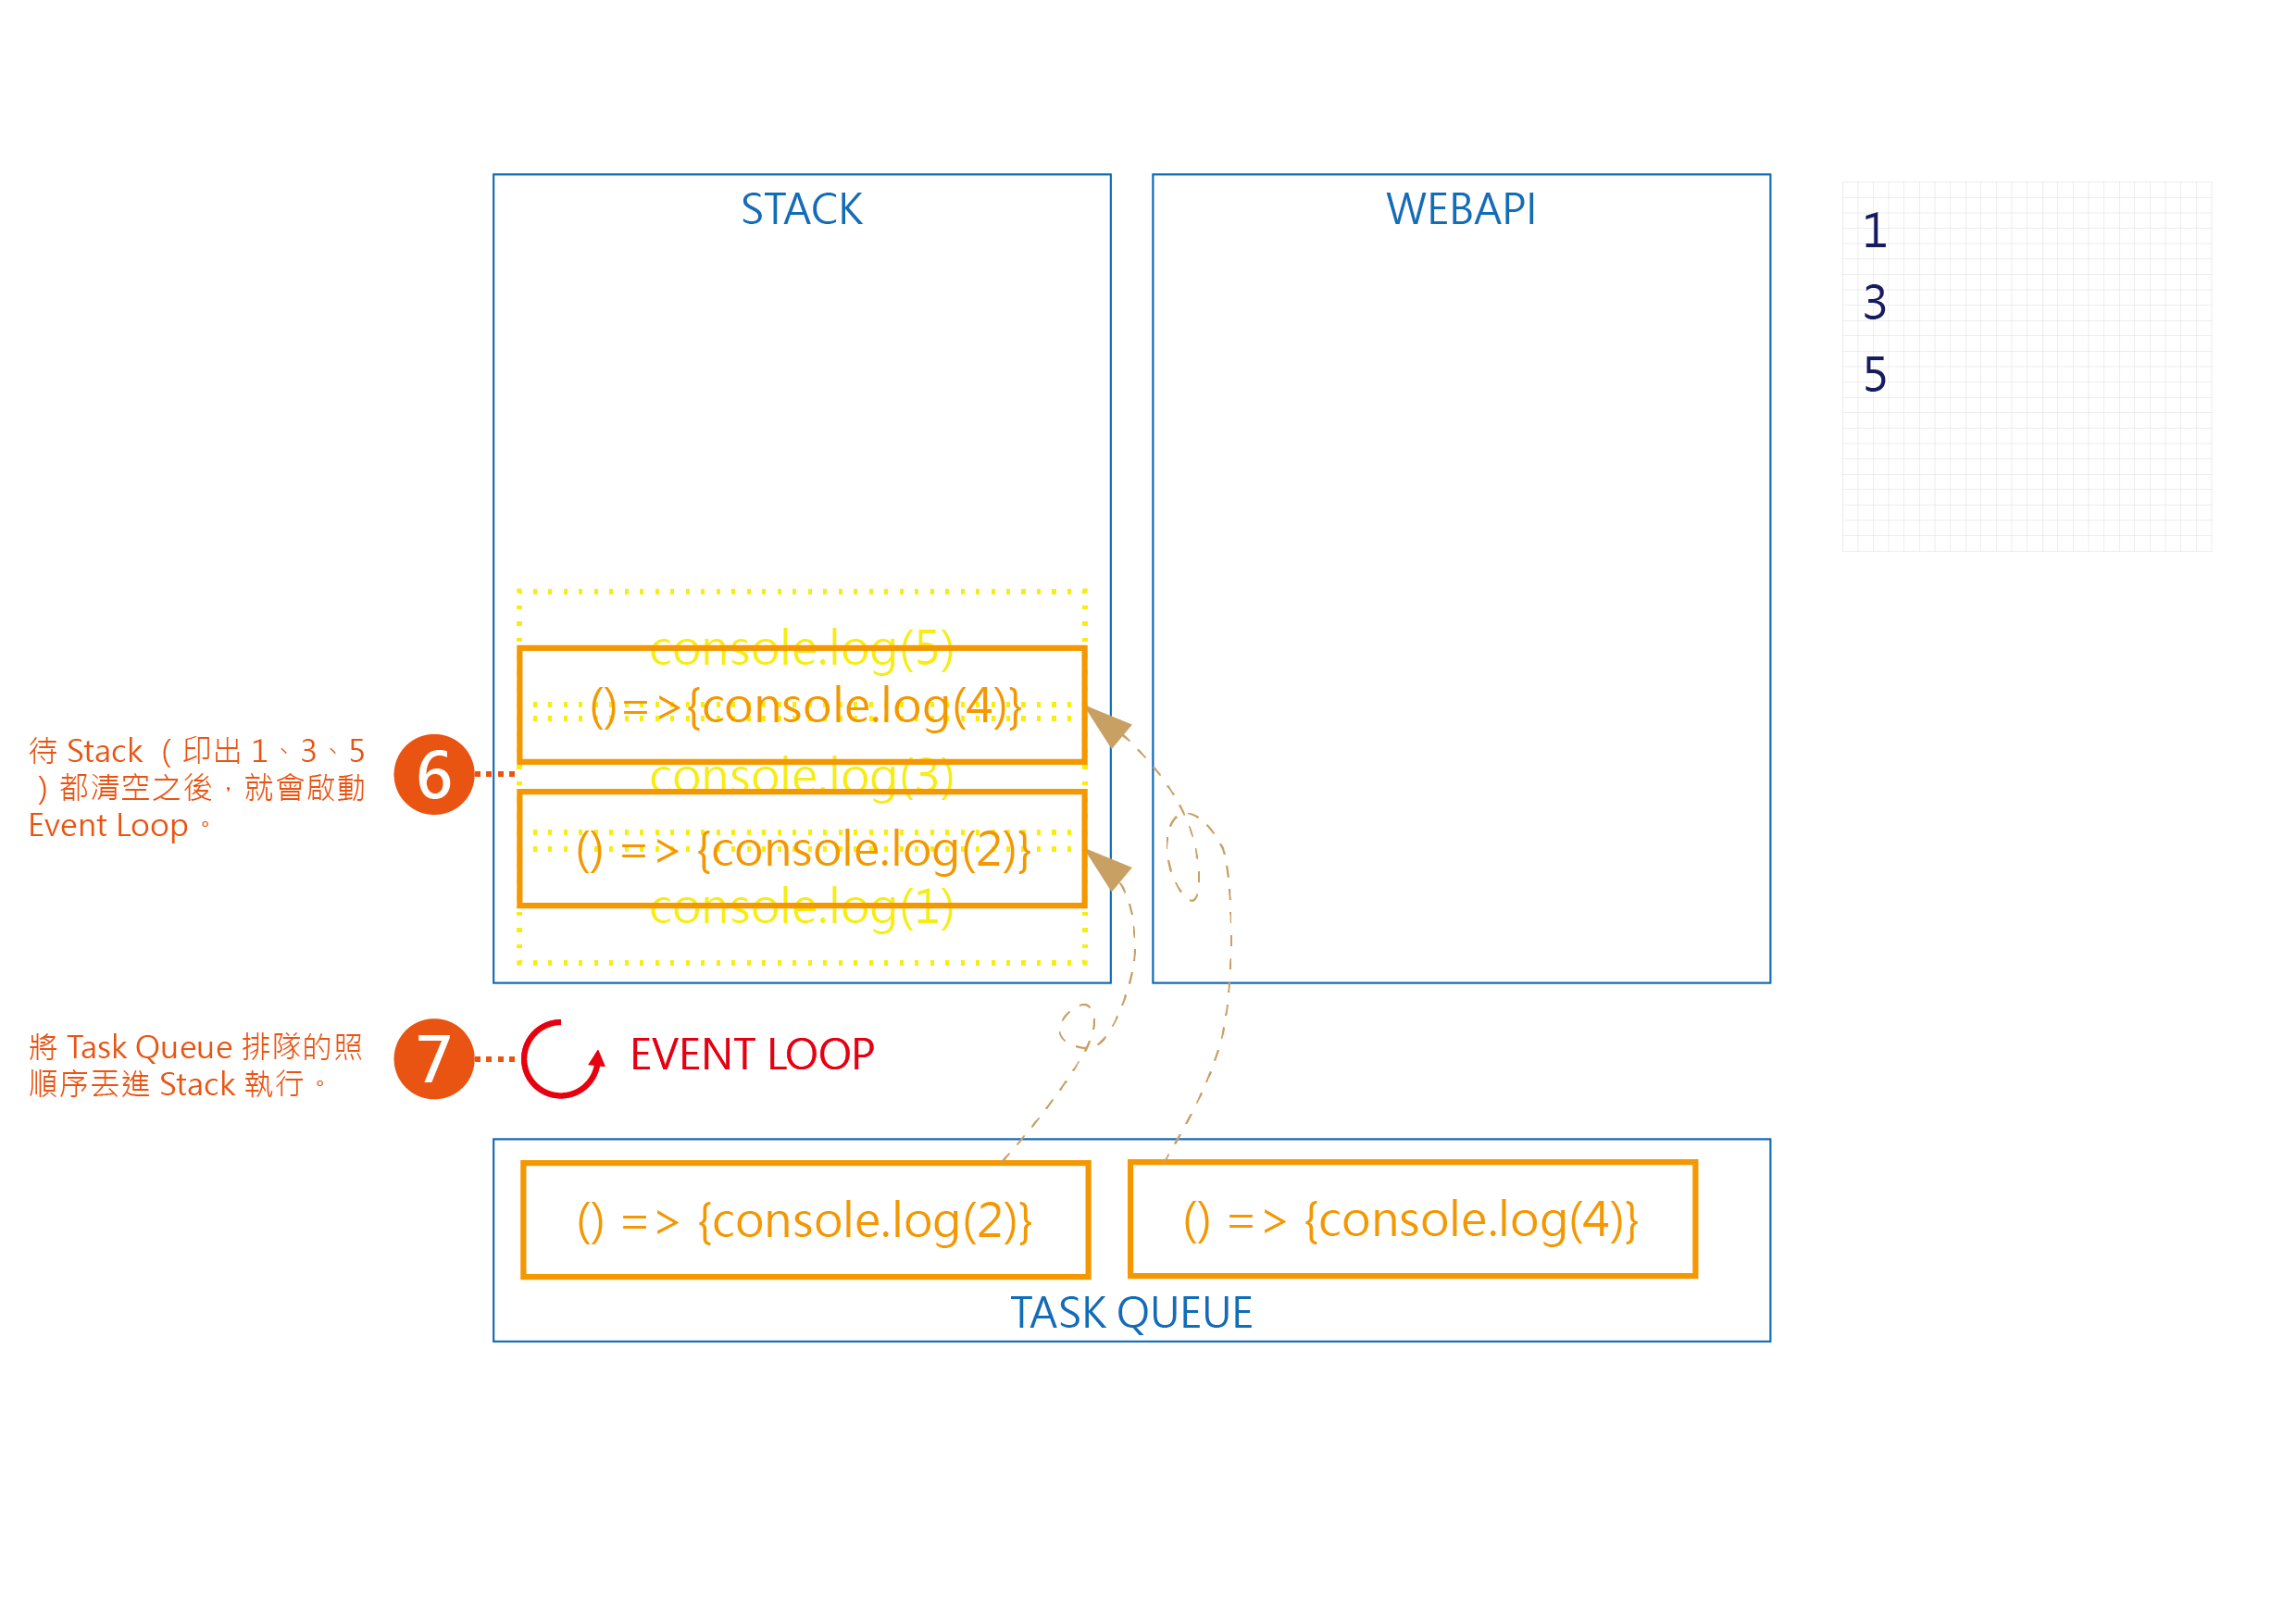 STACK
WEBAPI
1
3
5
console.log(5)
()=>{console.log(4)}
console.log(3)
() => {console.log(2)}
console.log(1)
6
待 Stack （ 印出 1、3、5
）都清空之後，就會啟動
Event Loop。
7
將 Task Queue 排隊的照
順序丟進 Stack 執行。
EVENT LOOP
() => {console.log(2)}
() => {console.log(4)}
TASK QUEUE